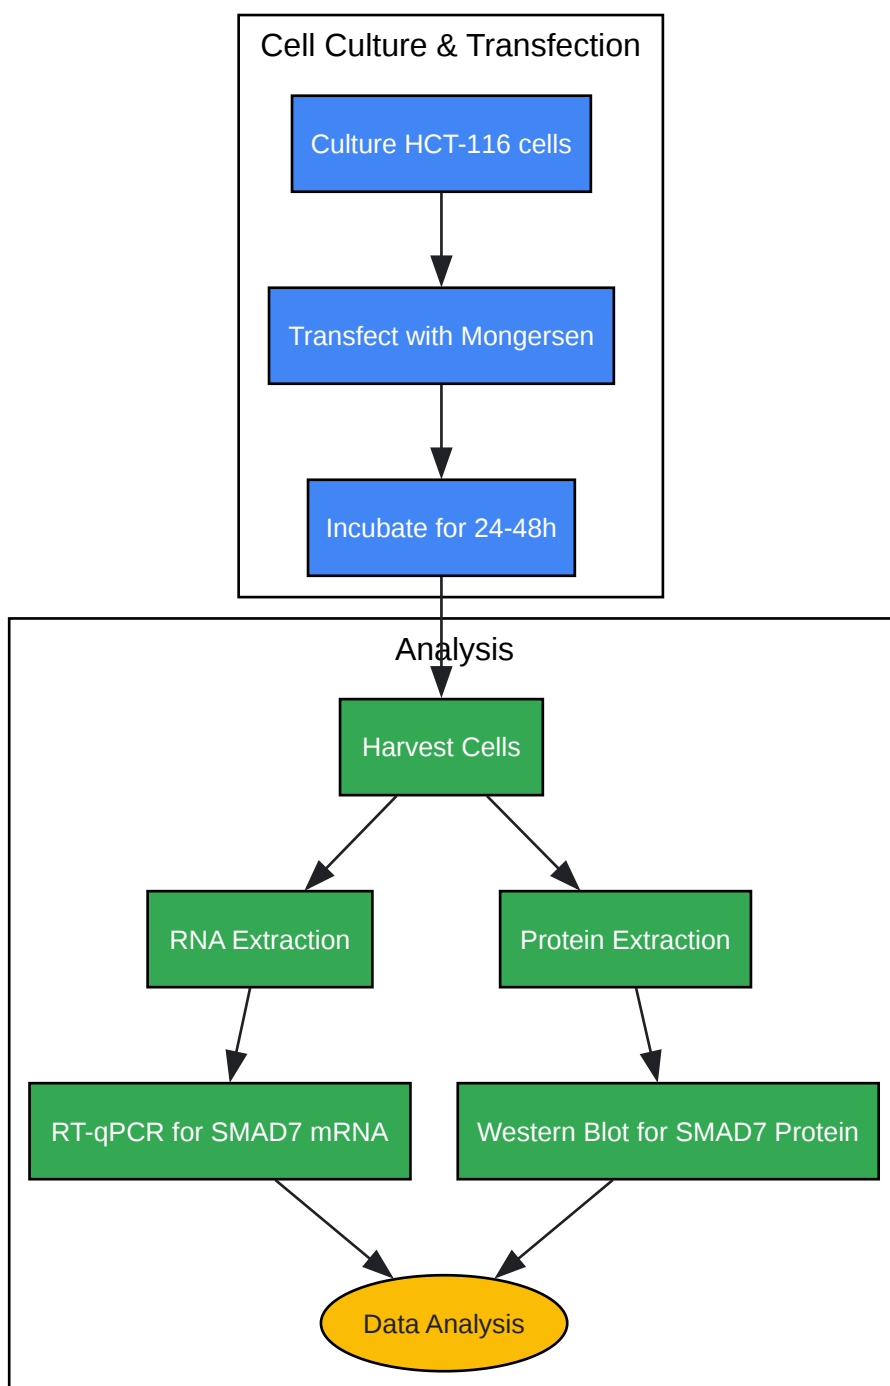 Cell Culture & Transfection
Culture HCT-116 cells
Transfect with Mongersen
Incubate for 24-48h
Analysis
Harvest Cells
RNA Extraction
Protein Extraction
RT-qPCR for SMAD7 mRNA
Western Blot for SMAD7 Protein
Data Analysis